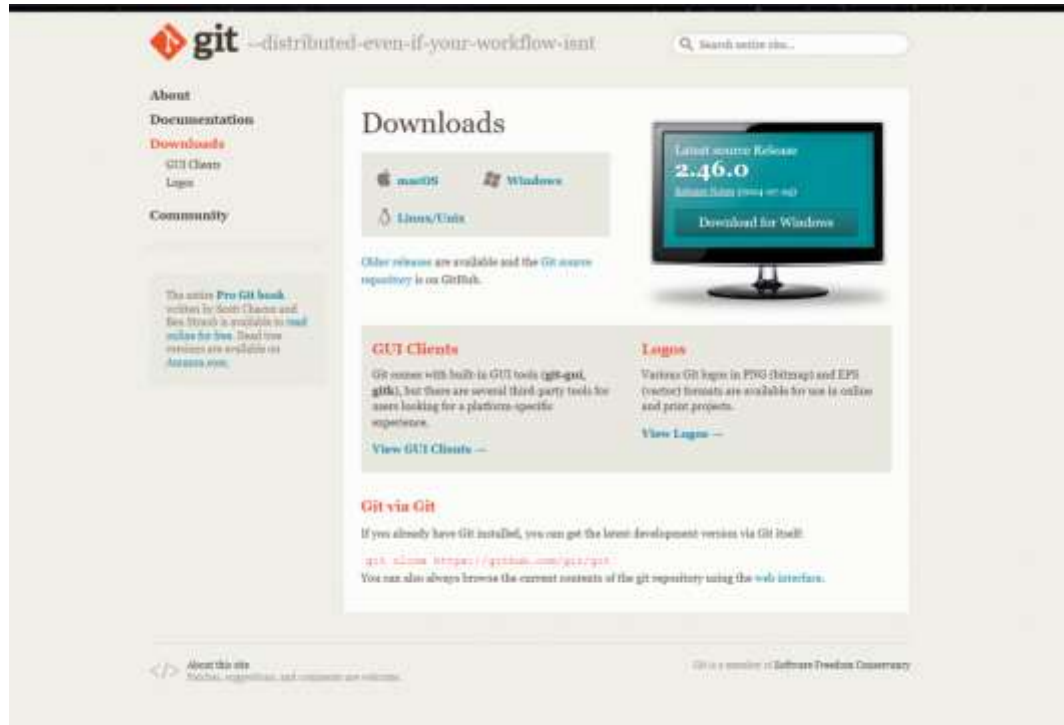 git --distributed-even-if-your-workflow-isnt
Search entire site...
About
Documentation
Downloads
GUI Clients
Logos
Community
The entire Pro Git book
written by Scott Chacon and
Ben Straub is available to read
online for free. Dead tree
versions are available on
Amazon.com.
Downloads
macOS
Windows
Linux/Unix
Older releases are available and the Git source
repository is on GitHub.
Latest source Release
2.46.0
Release Notes (2024-07-29)
Download for Windows
GUI Clients
Git comes with built-in GUI tools (git-gui,
gitk), but there are several third-party tools for
users looking for a platform-specific
experience.
View GUI Clients →
Logos
Various Git logos in PNG (bitmap) and EPS
(vector) formats are available for use in online
and print projects.
View Logos →
Git via Git
If you already have Git installed, you can get the latest development version via Git itself:
git clone https://github.com/git/git
You can also always browse the current contents of the git repository using the web interface.
</> About this site
Patches, suggestions, and comments are welcome.
Git is a member of Software Freedom Conservancy